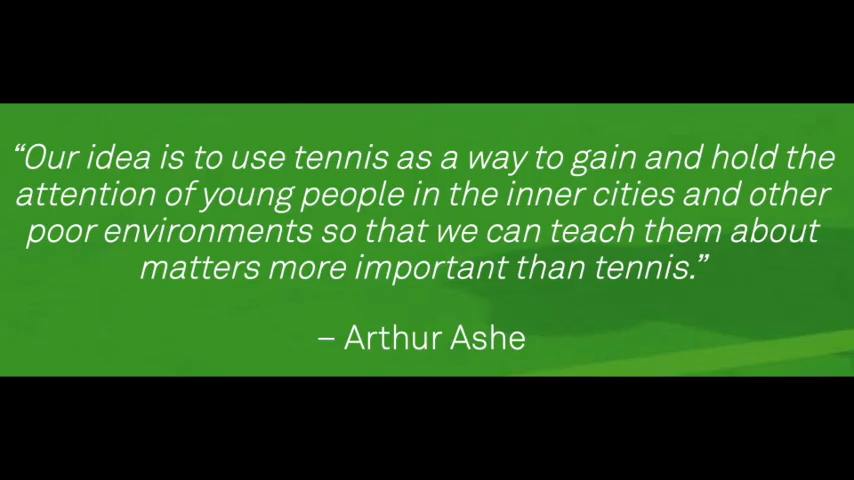 “Our idea is to use tennis as a way to gain and hold the
attention of young people in the inner cities and other
poor environments so that we can teach them about
matters more important than tennis.”
– Arthur Ashe